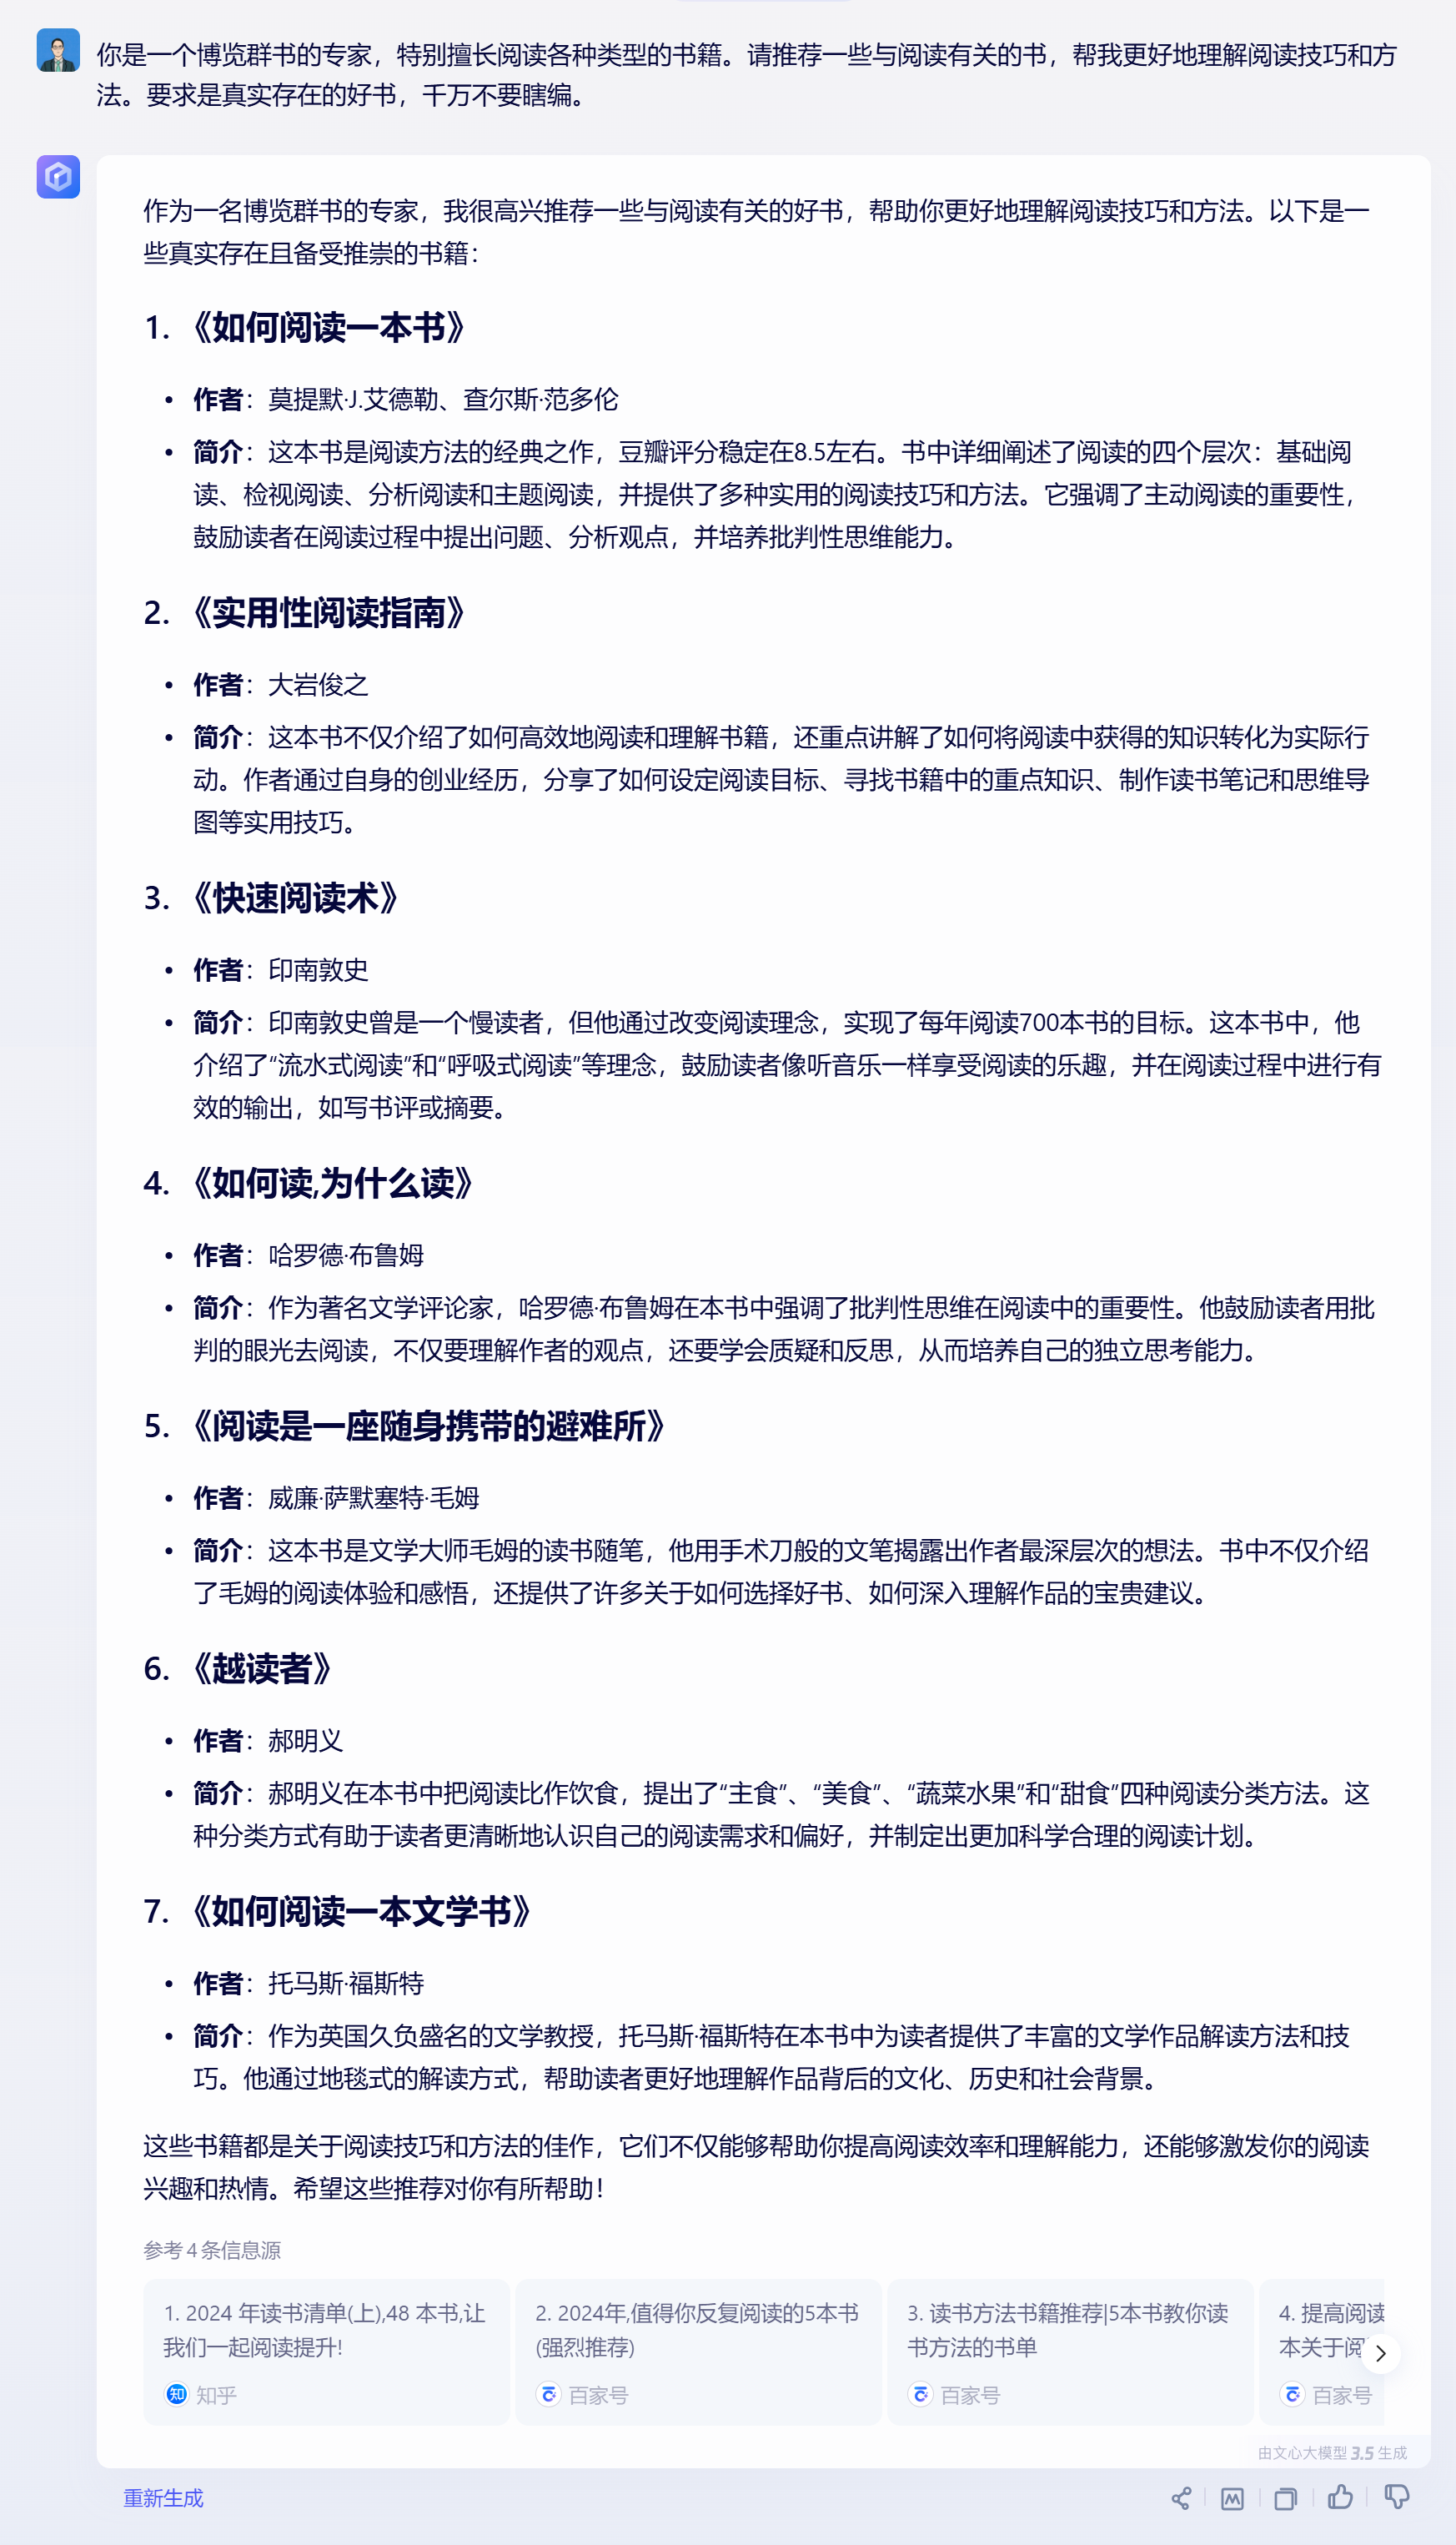 你是一个博览群书的专家，特别擅长阅读各种类型的书籍。请推荐一些与阅读有关的书，帮我更好地理解阅读技巧和方
法。要求是真实存在的好书，千万不要瞎编。
作为一名博览群书的专家，我很高兴推荐一些与阅读有关的好书，帮助你更好地理解阅读技巧和方法。以下是一
些真实存在且备受推崇的书籍：
1. 《如何阅读一本书》
• 作者：莫提默·J.艾德勒、查尔斯·范多伦
• 简介：这本书是阅读方法的经典之作，豆瓣评分稳定在8.5左右。书中详细阐述了阅读的四个层次：基础阅
读、检视阅读、分析阅读和主题阅读，并提供了多种实用的阅读技巧和方法。它强调了主动阅读的重要性，
鼓励读者在阅读过程中提出问题、分析观点，并培养批判性思维能力。
2. 《实用性阅读指南》
• 作者：大岩俊之
• 简介：这本书不仅介绍了如何高效地阅读和理解书籍，还重点讲解了如何将阅读中获得的知识转化为实际行
动。作者通过自身的创业经历，分享了如何设定阅读目标、寻找书籍中的重点知识、制作读书笔记和思维导
图等实用技巧。
3. 《快速阅读术》
• 作者：印南敦史
• 简介：印南敦史曾是一个慢读者，但他通过改变阅读理念，实现了每年阅读700本书的目标。这本书中，他
介绍了“流水式阅读”和“呼吸式阅读”等理念，鼓励读者像听音乐一样享受阅读的乐趣，并在阅读过程中进行有
效的输出，如写书评或摘要。
4. 《如何读,为什么读》
• 作者：哈罗德·布鲁姆
• 简介：作为著名文学评论家，哈罗德·布鲁姆在本书中强调了批判性思维在阅读中的重要性。他鼓励读者用批
判的眼光去阅读，不仅要理解作者的观点，还要学会质疑和反思，从而培养自己的独立思考能力。
5. 《阅读是一座随身携带的避难所》
• 作者：威廉·萨默塞特·毛姆
• 简介：这本书是文学大师毛姆的读书随笔，他用手术刀般的文笔揭露出作者最深层次的想法。书中不仅介绍
了毛姆的阅读体验和感悟，还提供了许多关于如何选择好书、如何深入理解作品的宝贵建议。
6. 《越读者》
• 作者：郝明义
• 简介：郝明义在本书中把阅读比作饮食，提出了“主食”、“美食”、“蔬菜水果”和“甜食”四种阅读分类方法。这
种分类方式有助于读者更清晰地认识自己的阅读需求和偏好，并制定出更加科学合理的阅读计划。
7. 《如何阅读一本文学书》
• 作者：托马斯·福斯特
• 简介：作为英国久负盛名的文学教授，托马斯·福斯特在本书中为读者提供了丰富的文学作品解读方法和技
巧。他通过地毯式的解读方式，帮助读者更好地理解作品背后的文化、历史和社会背景。
这些书籍都是关于阅读技巧和方法的佳作，它们不仅能够帮助你提高阅读效率和理解能力，还能够激发你的阅读
兴趣和热情。希望这些推荐对你有所帮助！
参考 4 条信息源
1. 2024 年读书清单(上),48 本书,让
我们一起阅读提升!
知 知乎
2. 2024年,值得你反复阅读的5本书
(强烈推荐)
百家号
3. 读书方法书籍推荐|5本书教你读
书方法的书单
百家号
4. 提高阅读
本关于阅
百家号
由文心大模型 3.5 生成
重新生成